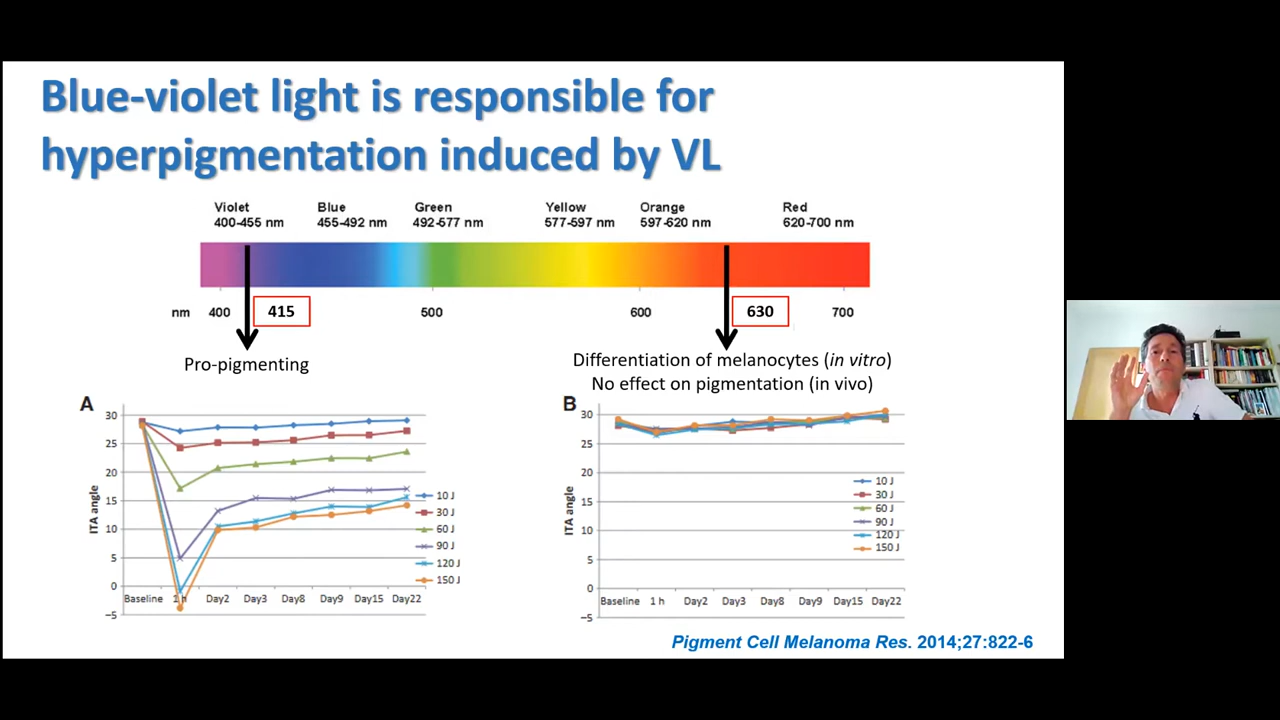 Blue-violet light is responsible for
hyperpigmentation induced by VL
Violet Blue Green Yellow Orange Red
400-455 nm 455-492 nm 492-577 nm 577-597 nm 597-620 nm 620-700 nm
nm 400 415 500 600 630 700
Pro-pigmenting
Differentiation of melanocytes (in vitro)
No effect on pigmentation (in vivo)
A
30
25
20
15
10
5
0
-5
ITA angle
Baseline 1 h Day2 Day3 Day8 Day9 Day15 Day22
10 J
30 J
60 J
90 J
120 J
150 J
B
30
25
20
15
10
5
0
-5
ITA angle
Baseline 1 h Day2 Day3 Day8 Day9 Day15 Day22
10 J
30 J
60 J
90 J
120 J
150 J
Pigment Cell Melanoma Res. 2014;27:822-6